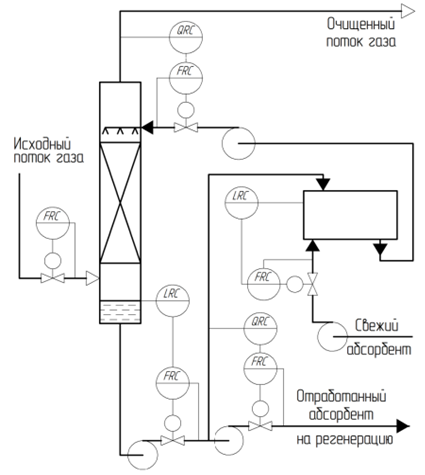 QRC
Очищенный
поток газа
FRC
Исходный
поток газа
LRC
FRC
FRC
LRC
QRC
Свежий
абсорбент
FRC
FRC
Отработанный
абсорбент
на регенерацию